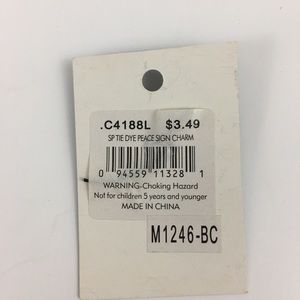 .C4188L $3.49
SP TIE DYE PEACE SIGN CHARM
0 94559 11328 1
WARNING-Choking Hazard
Not for children 5 years and younger
MADE IN CHINA
M1246-BC